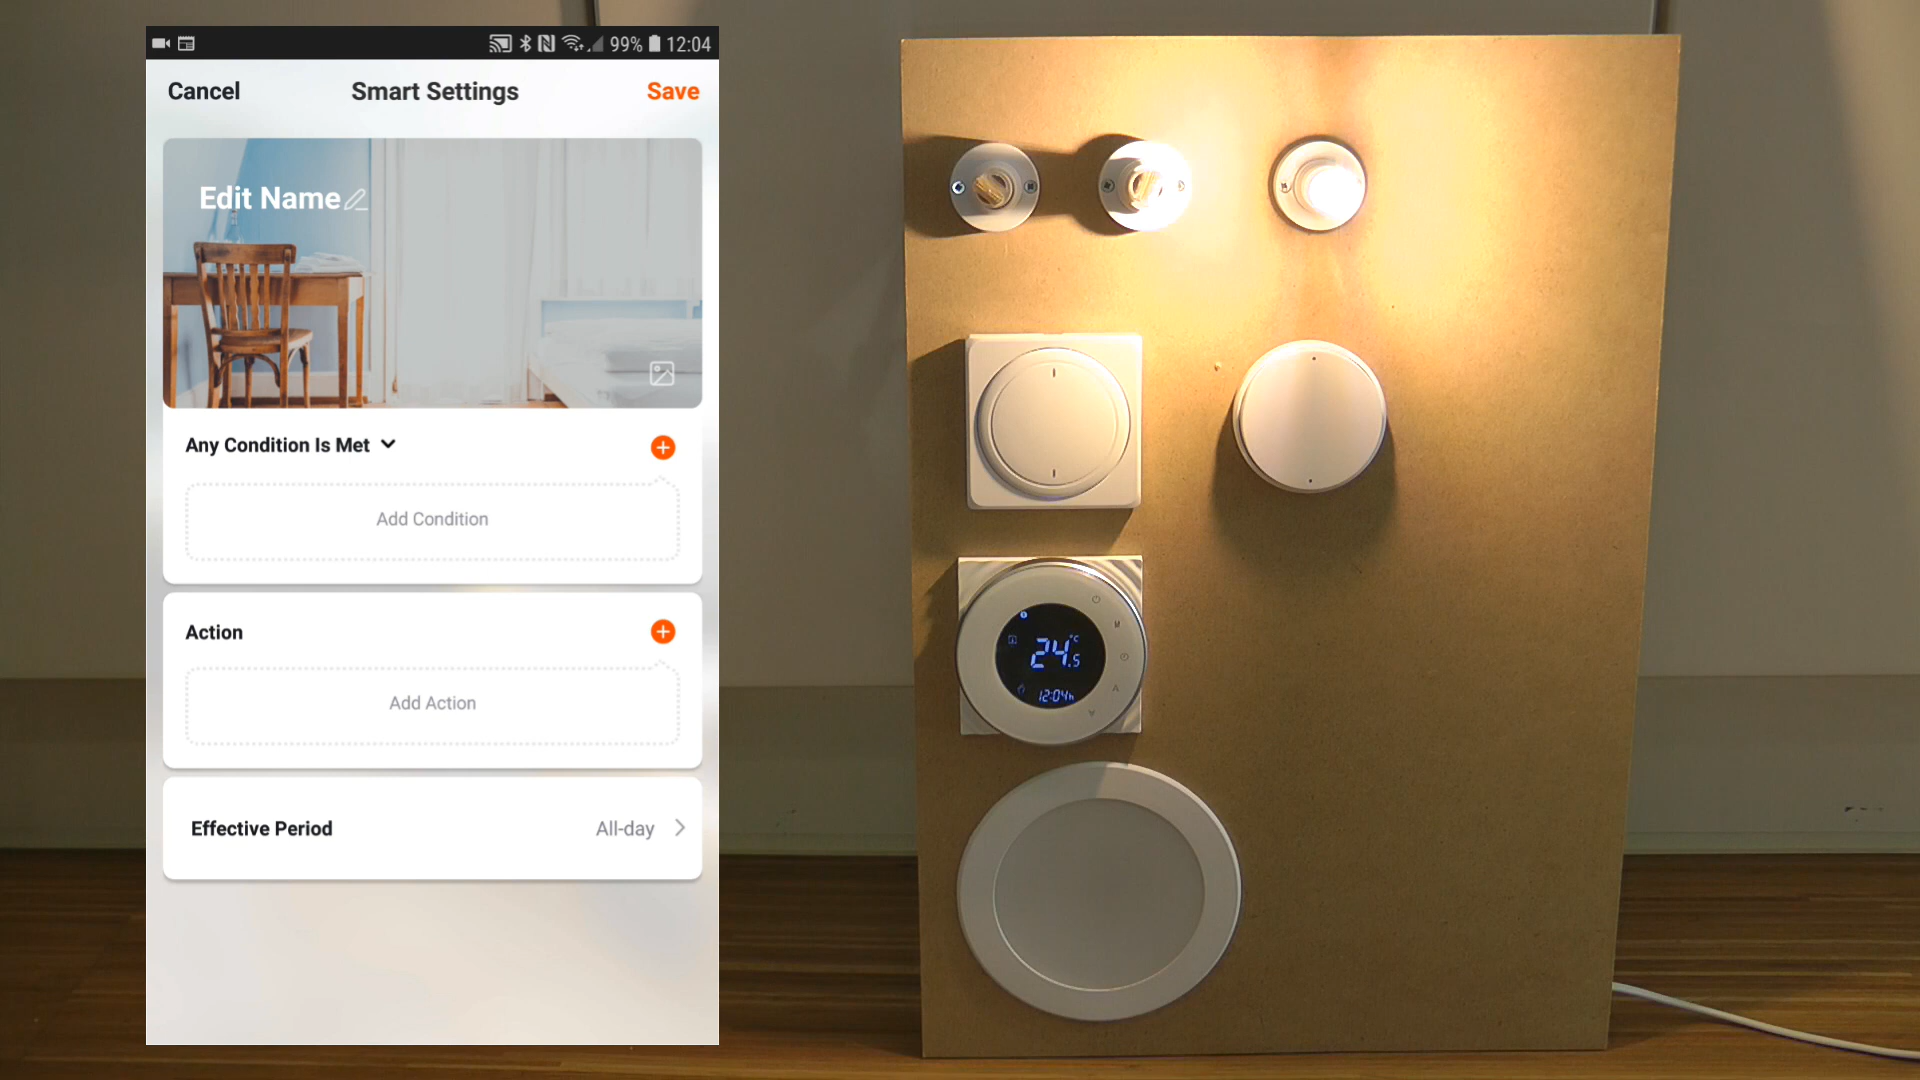 99% 12:04
Cancel Smart Settings Save
Edit Name
Any Condition Is Met
Add Condition
Action
Add Action
Effective Period All-day
24.5 °C
12:04
M
A